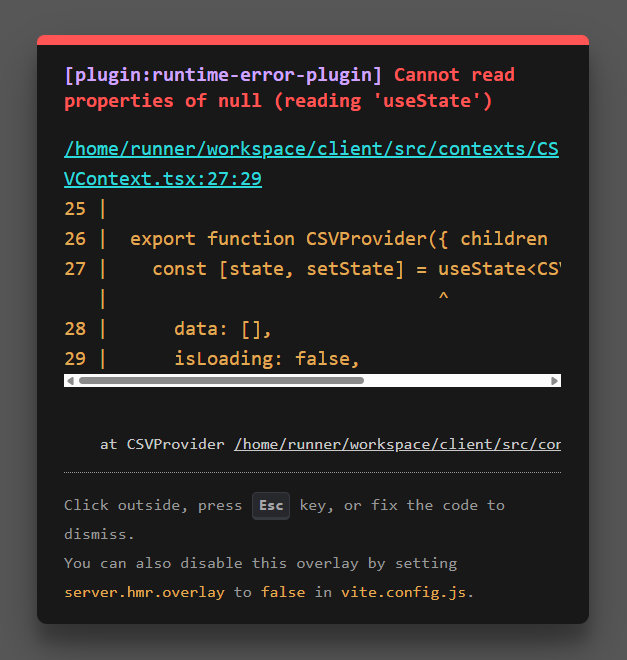 [plugin:runtime-error-plugin] Cannot read
properties of null (reading 'useState')
/home/runner/workspace/client/src/contexts/CS
VContext.tsx:27:29
25 |
26 |  export function CSVProvider({ children
27 |    const [state, setState] = useState<CSV
   |                              ^
28 |      data: [],
29 |      isLoading: false,
at CSVProvider /home/runner/workspace/client/src/con
Click outside, press Esc key, or fix the code to
dismiss.
You can also disable this overlay by setting
server.hmr.overlay to false in vite.config.js.